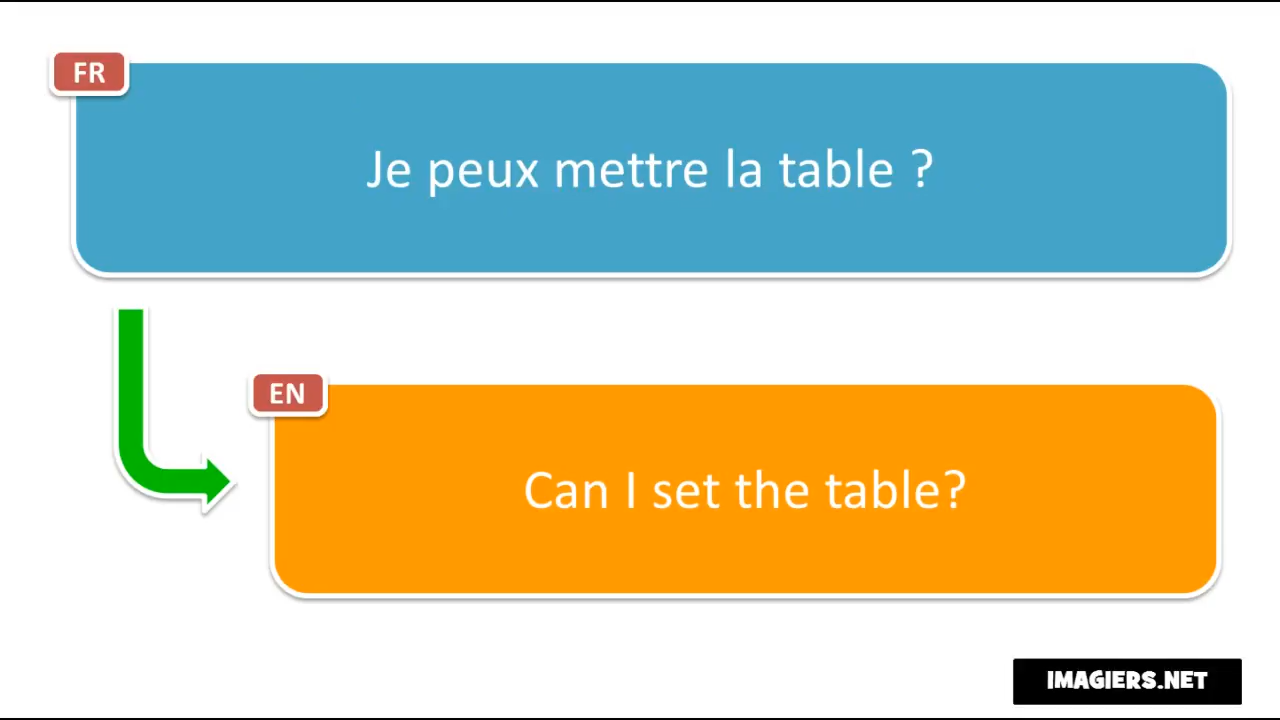 FR
Je peux mettre la table ?
EN
Can I set the table?
IMAGIERS.NET